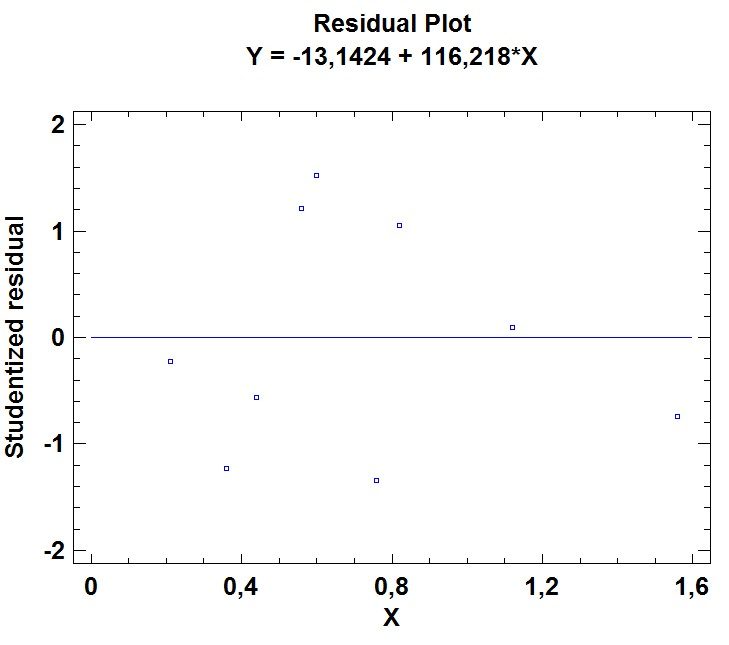 Residual Plot
Y = -13,1424 + 116,218*X
2
1
0
-1
-2
Studentized residual
0 0,4 0,8 1,2 1,6
X